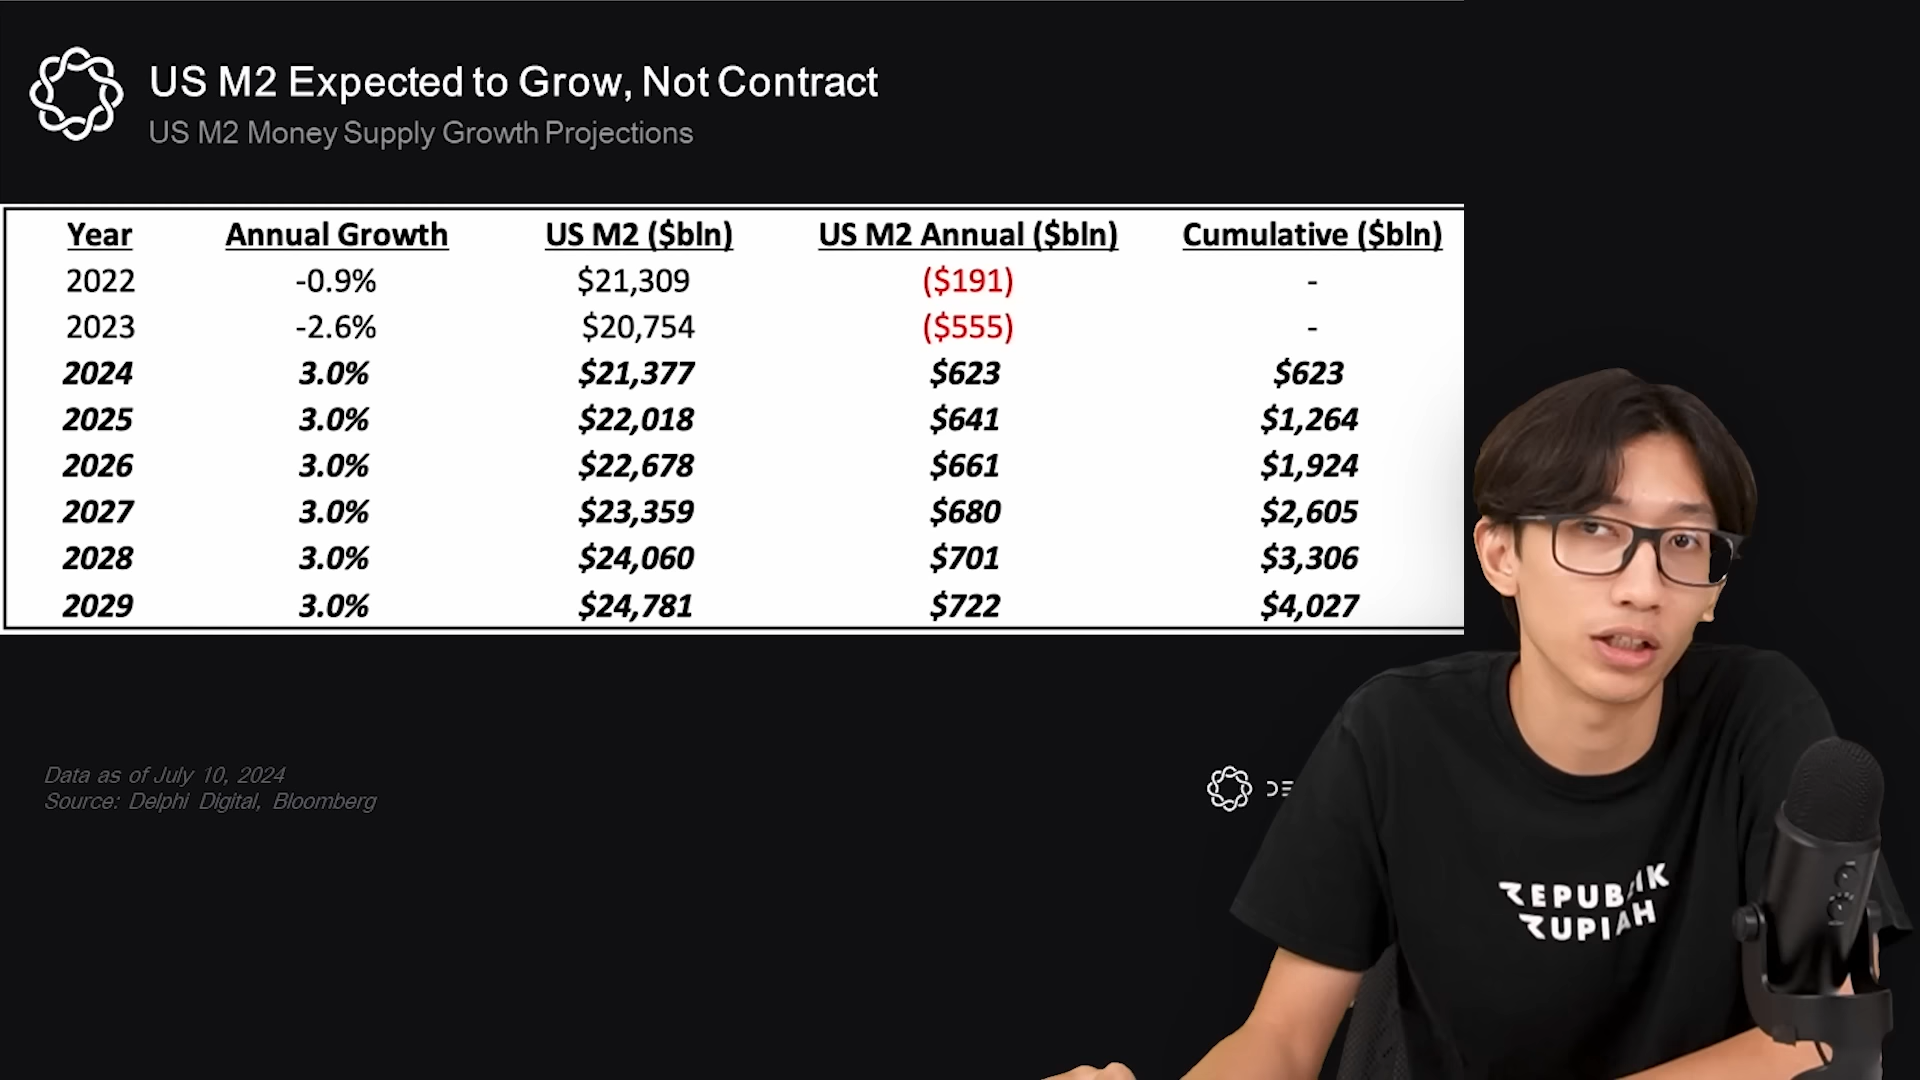 US M2 Expected to Grow, Not Contract
US M2 Money Supply Growth Projections
Year Annual Growth US M2 ($bln) US M2 Annual ($bln) Cumulative ($bln)
2022 -0.9% $21,309 ($191) -
2023 -2.6% $20,754 ($555) -
2024 3.0% $21,377 $623 $623
2025 3.0% $22,018 $641 $1,264
2026 3.0% $22,678 $661 $1,924
2027 3.0% $23,359 $680 $2,605
2028 3.0% $24,060 $701 $3,306
2029 3.0% $24,781 $722 $4,027
Data as of July 10, 2024
Source: Delphi Digital, Bloomberg
REPUBLIK
RUPIAH